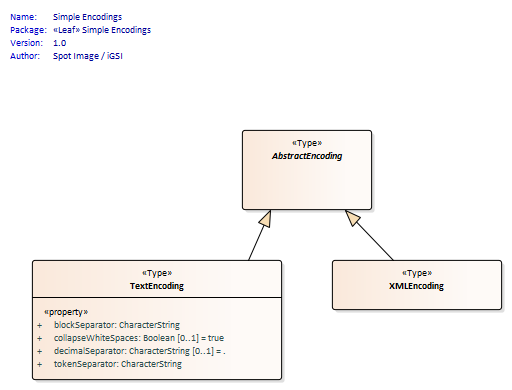 Name: Simple Encodings
Package: «Leaf» Simple Encodings
Version: 1.0
Author: Spot Image / iGSI
«Type»
AbstractEncoding
«Type»
TextEncoding
«property»
+ blockSeparator: CharacterString
+ collapseWhiteSpaces: Boolean [0..1] = true
+ decimalSeparator: CharacterString [0..1] = .
+ tokenSeparator: CharacterString
«Type»
XMLEncoding